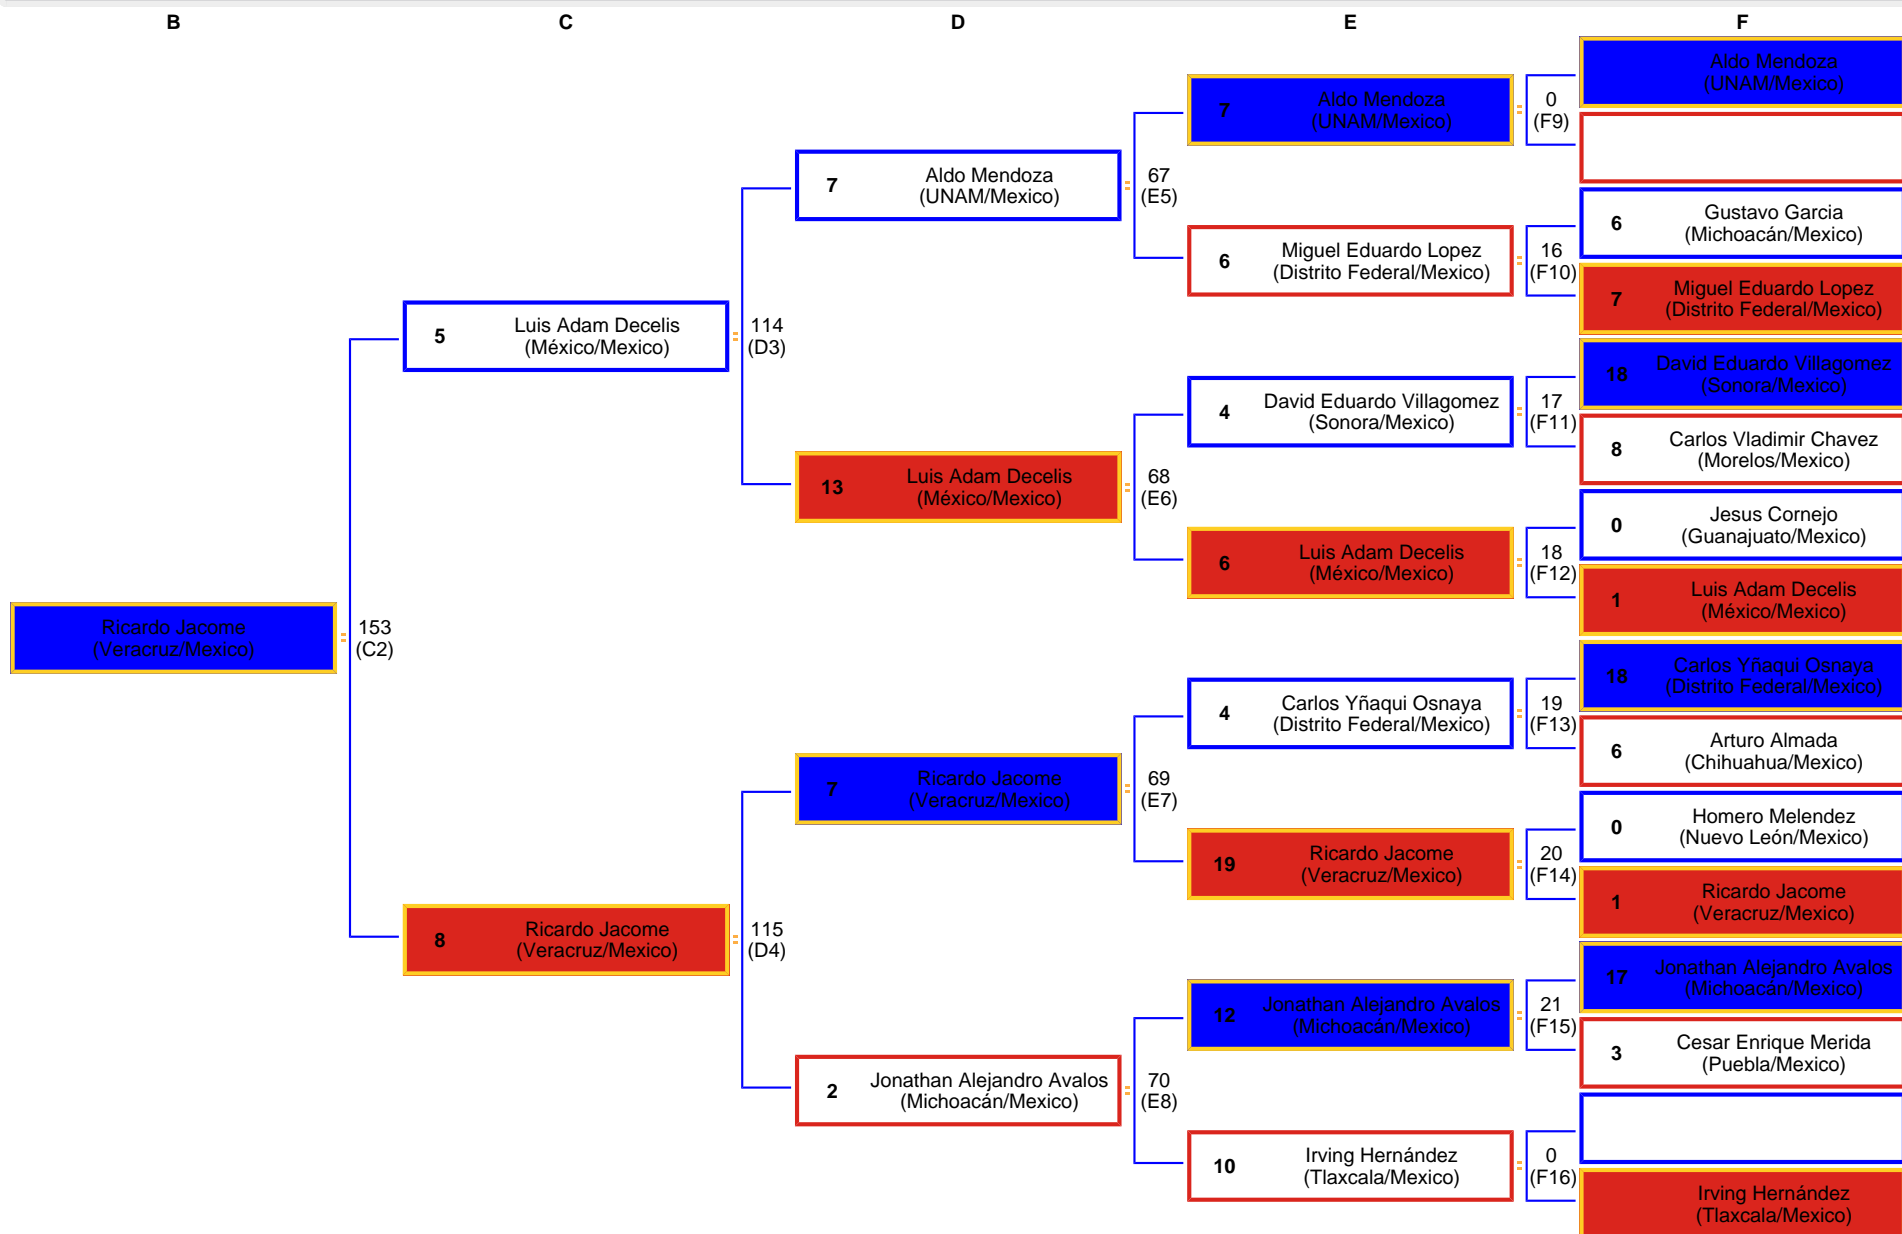 B
C
D
E
F
Aldo Mendoza
(UNAM/Mexico)
7
Aldo Mendoza
(UNAM/Mexico)
0
(F9)
7
Aldo Mendoza
(UNAM/Mexico)
67
(E5)
6
Gustavo Garcia
(Michoacán/Mexico)
6
Miguel Eduardo Lopez
(Distrito Federal/Mexico)
16
(F10)
7
Miguel Eduardo Lopez
(Distrito Federal/Mexico)
5
Luis Adam Decelis
(México/Mexico)
114
(D3)
18
David Eduardo Villagomez
(Sonora/Mexico)
4
David Eduardo Villagomez
(Sonora/Mexico)
17
(F11)
8
Carlos Vladimir Chavez
(Morelos/Mexico)
13
Luis Adam Decelis
(México/Mexico)
68
(E6)
0
Jesus Cornejo
(Guanajuato/Mexico)
6
Luis Adam Decelis
(México/Mexico)
18
(F12)
1
Luis Adam Decelis
(México/Mexico)
Ricardo Jacome
(Veracruz/Mexico)
153
(C2)
18
Carlos Yñaqui Osnaya
(Distrito Federal/Mexico)
4
Carlos Yñaqui Osnaya
(Distrito Federal/Mexico)
19
(F13)
6
Arturo Almada
(Chihuahua/Mexico)
7
Ricardo Jacome
(Veracruz/Mexico)
69
(E7)
0
Homero Melendez
(Nuevo León/Mexico)
19
Ricardo Jacome
(Veracruz/Mexico)
20
(F14)
1
Ricardo Jacome
(Veracruz/Mexico)
8
Ricardo Jacome
(Veracruz/Mexico)
115
(D4)
17
Jonathan Alejandro Avalos
(Michoacán/Mexico)
12
Jonathan Alejandro Avalos
(Michoacán/Mexico)
21
(F15)
3
Cesar Enrique Merida
(Puebla/Mexico)
2
Jonathan Alejandro Avalos
(Michoacán/Mexico)
70
(E8)
10
Irving Hernández
(Tlaxcala/Mexico)
0
(F16)
Irving Hernández
(Tlaxcala/Mexico)